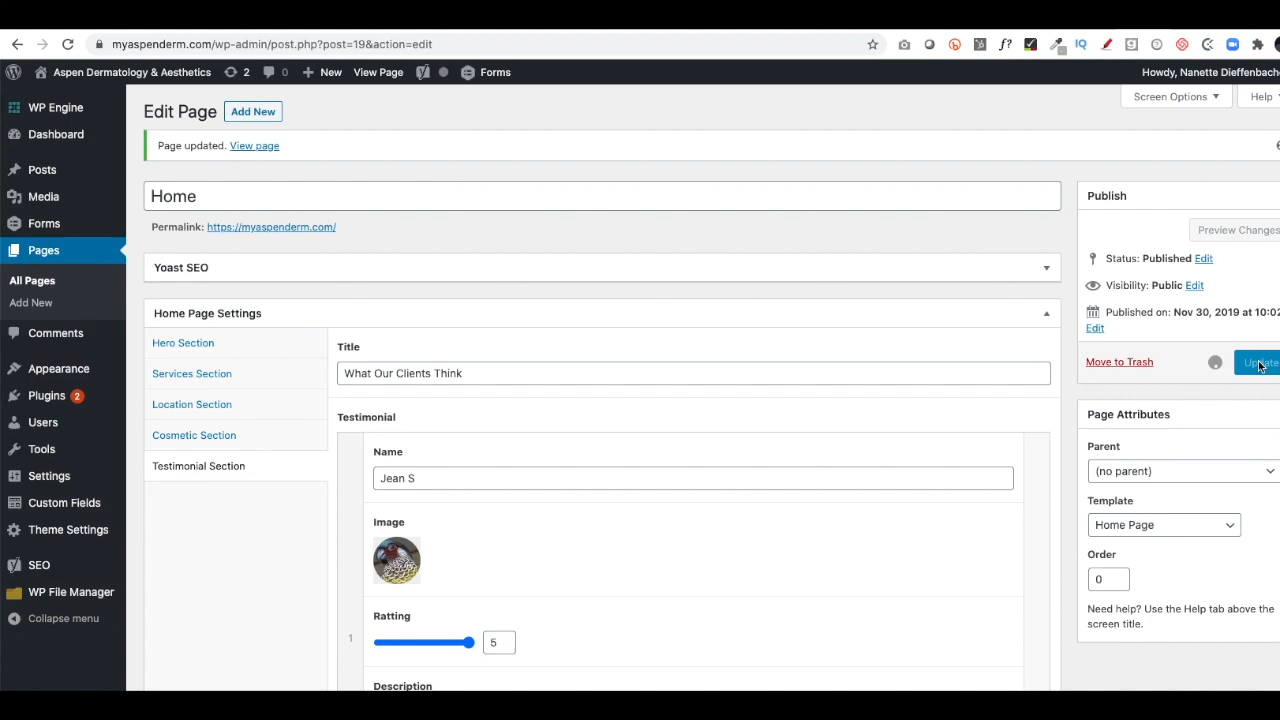 myaspenderm.com/wp-admin/post.php?post=19&action=edit
f?
IQ
Aspen Dermatology & Aesthetics
2
0
New
View Page
Forms
Howdy, Nanette Dieffenbache
WP Engine
Dashboard
Posts
Media
Forms
Pages
All Pages
Add New
Comments
Appearance
Plugins 2
Users
Tools
Settings
Custom Fields
Theme Settings
SEO
WP File Manager
Collapse menu
Screen Options
Help
Edit Page
Add New
Page updated. View page
Home
Permalink: https://myaspenderm.com/
Yoast SEO
Home Page Settings
Hero Section
Services Section
Location Section
Cosmetic Section
Testimonial Section
Title
What Our Clients Think
Testimonial
1
Name
Jean S
Image
Ratting
5
Description
Publish
Preview Changes
Status: Published Edit
Visibility: Public Edit
Published on: Nov 30, 2019 at 10:02
Edit
Move to Trash
Update
Page Attributes
Parent
(no parent)
Template
Home Page
Order
0
Need help? Use the Help tab above the
screen title.